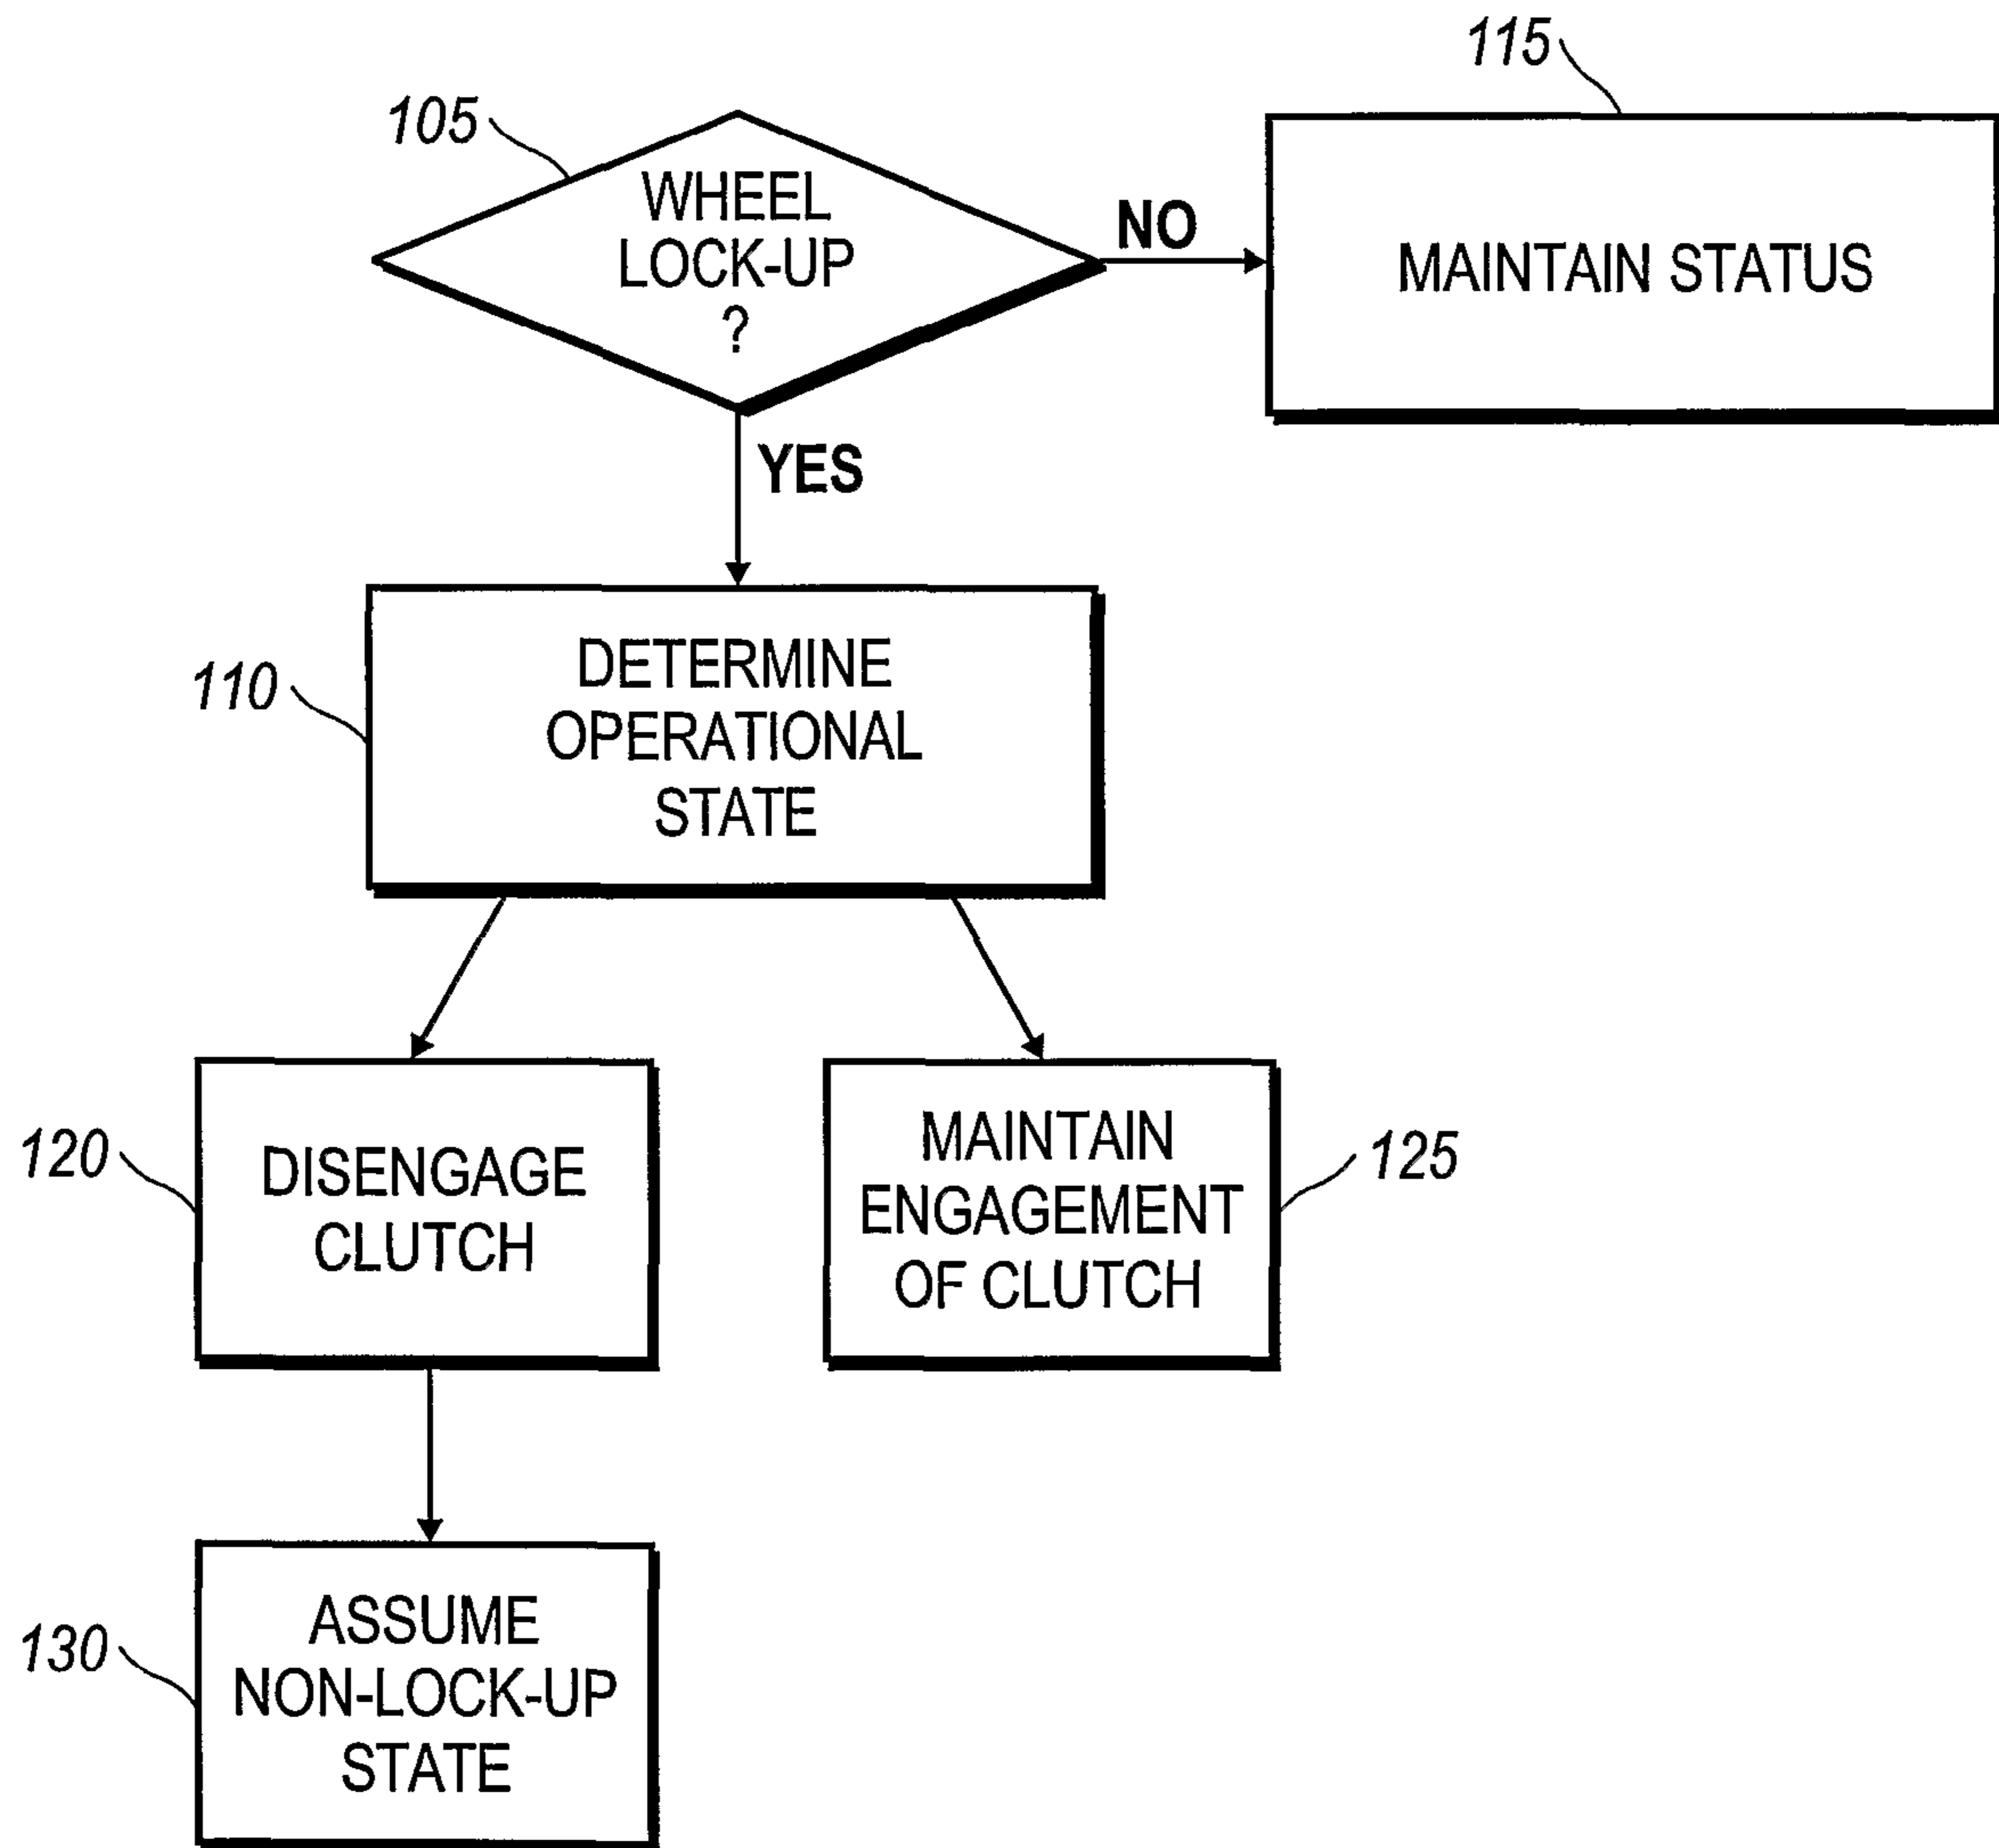 115
105
WHEEL
LOCK-UP
?
NO
MAINTAIN STATUS
YES
110
DETERMINE
OPERATIONAL
STATE
120
DISENGAGE
CLUTCH
MAINTAIN
ENGAGEMENT
OF CLUTCH
125
130
ASSUME
NON-LOCK-UP
STATE